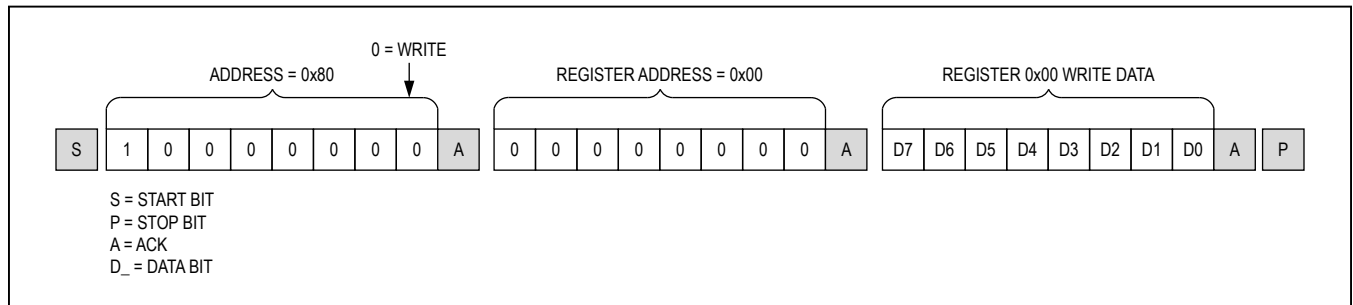 0 = WRITE
ADDRESS = 0x80 REGISTER ADDRESS = 0x00 REGISTER 0x00 WRITE DATA
S 1 0 0 0 0 0 0 0 A 0 0 0 0 0 0 0 0 A D7 D6 D5 D4 D3 D2 D1 D0 A P
S = START BIT
P = STOP BIT
A = ACK
D_ = DATA BIT